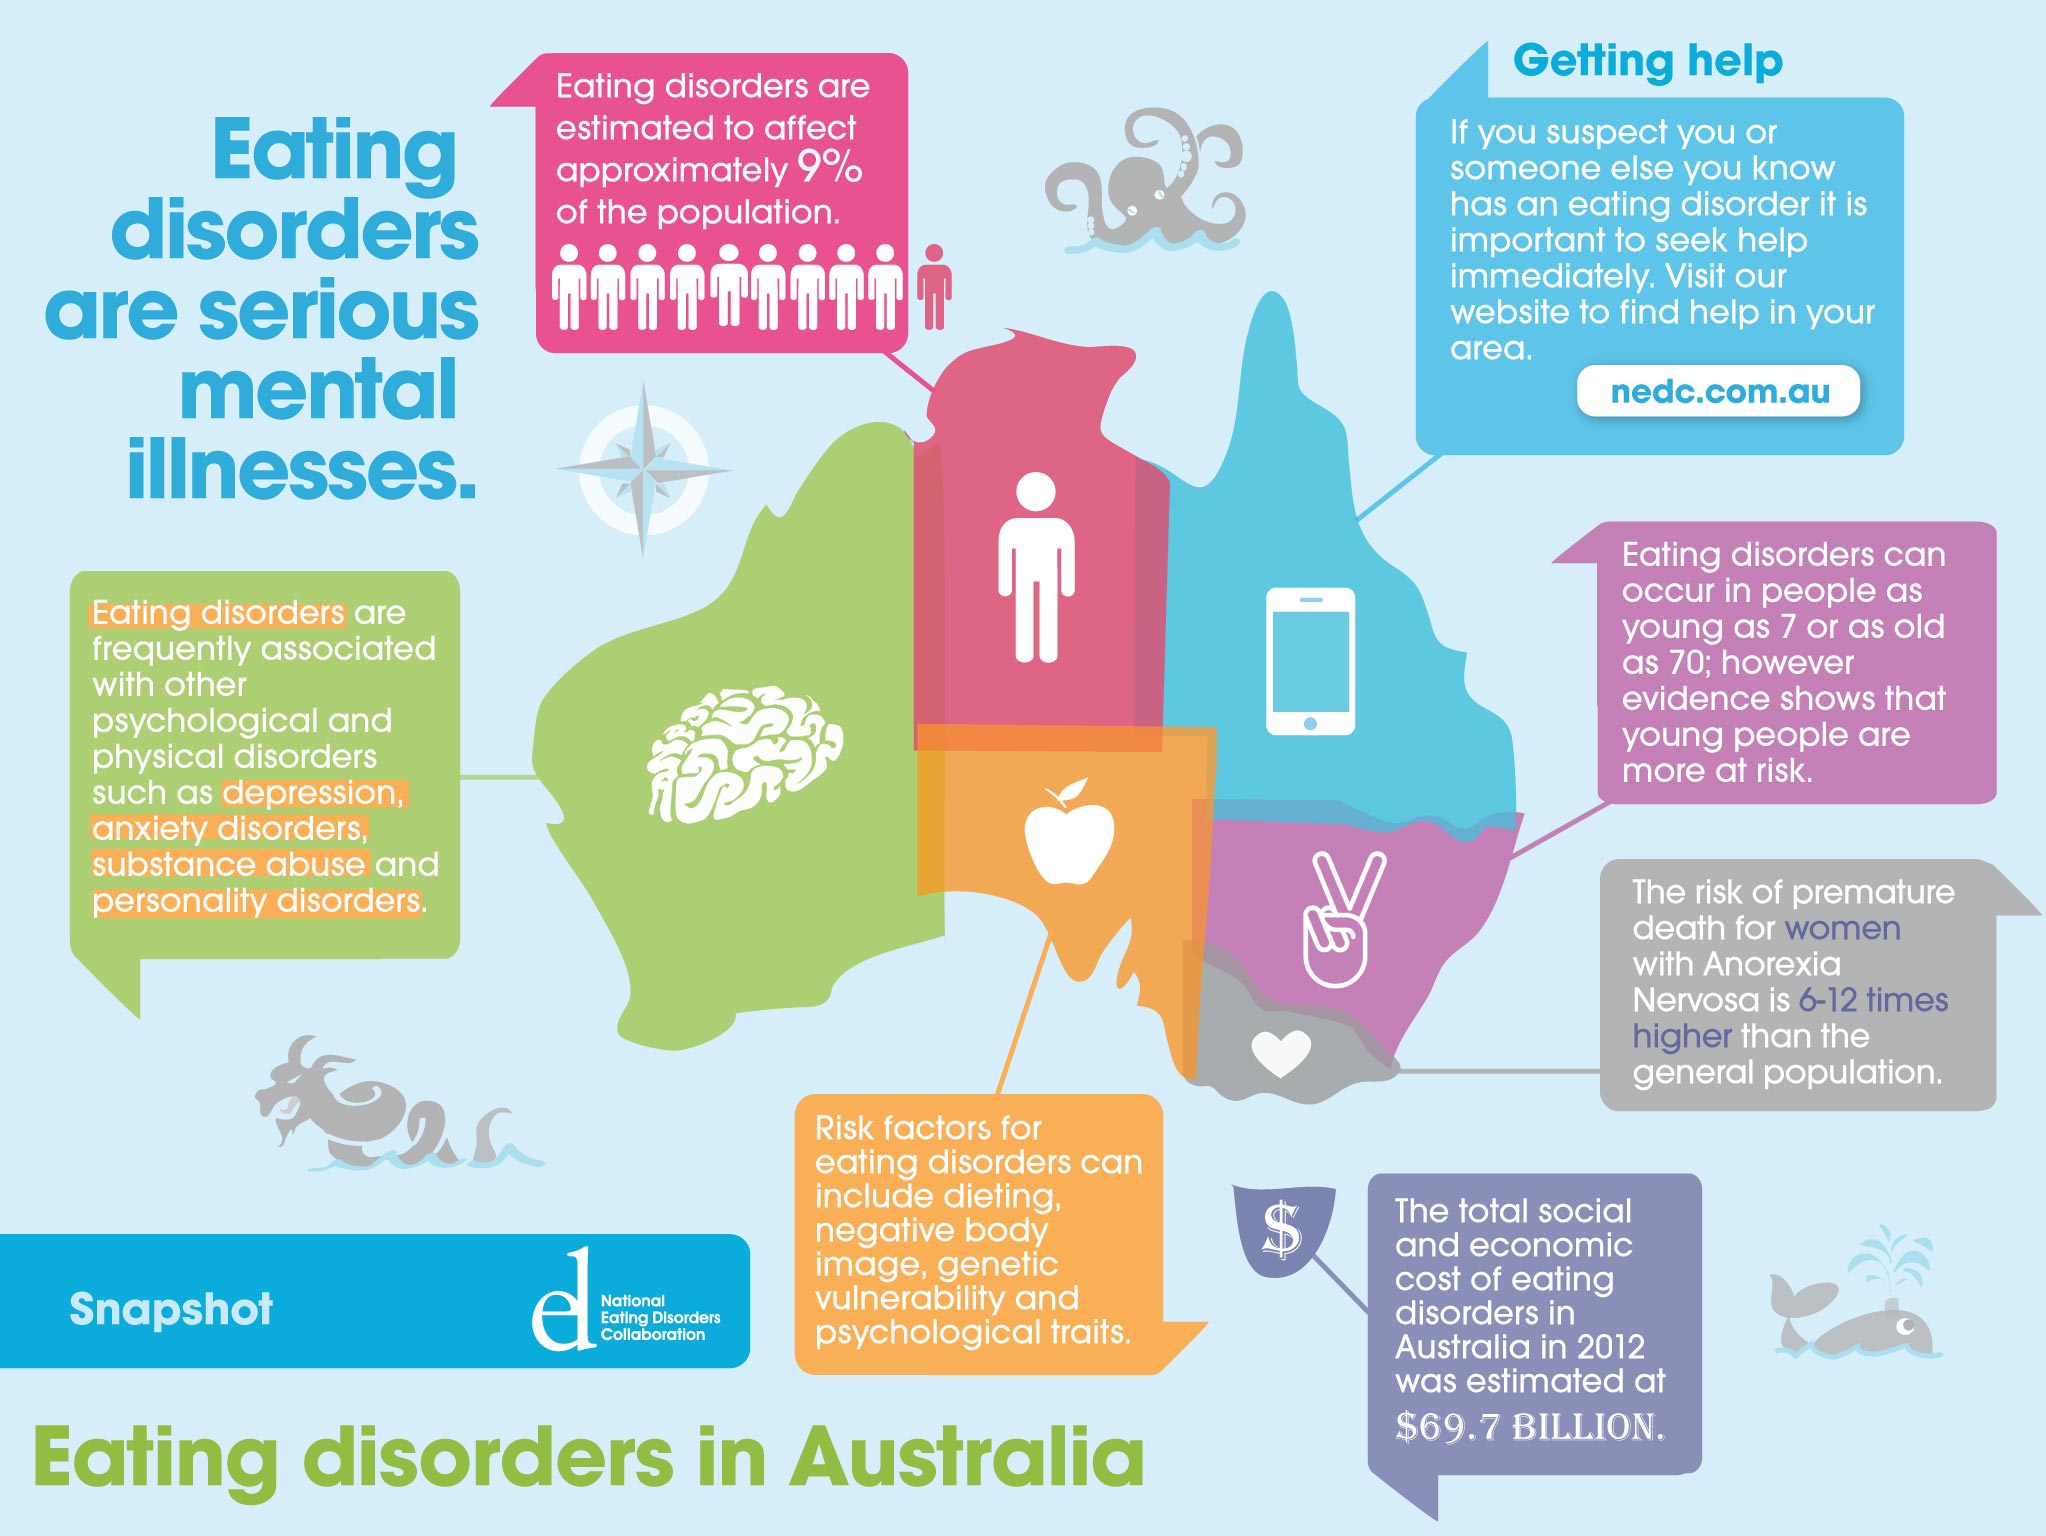 Eating
disorders
are serious
mental
illnesses.
Eating disorders are
estimated to affect
approximately 9%
of the population.
Getting help
If you suspect you or
someone else you know
has an eating disorder it is
important to seek help
immediately. Visit our
website to find help in your
area.
nedc.com.au
Eating disorders are
frequently associated
with other
psychological and
physical disorders
such as depression,
anxiety disorders,
substance abuse and
personality disorders.
Eating disorders can
occur in people as
young as 7 or as old
as 70; however
evidence shows that
young people are
more at risk.
The risk of premature
death for women
with Anorexia
Nervosa is 6-12 times
higher than the
general population.
Risk factors for
eating disorders can
include dieting,
negative body
image, genetic
vulnerability and
psychological traits.
$
The total social
and economic
cost of eating
disorders in
Australia in 2012
was estimated at
$69.7 BILLION.
Snapshot
ed
National
Eating Disorders
Collaboration
Eating disorders in Australia